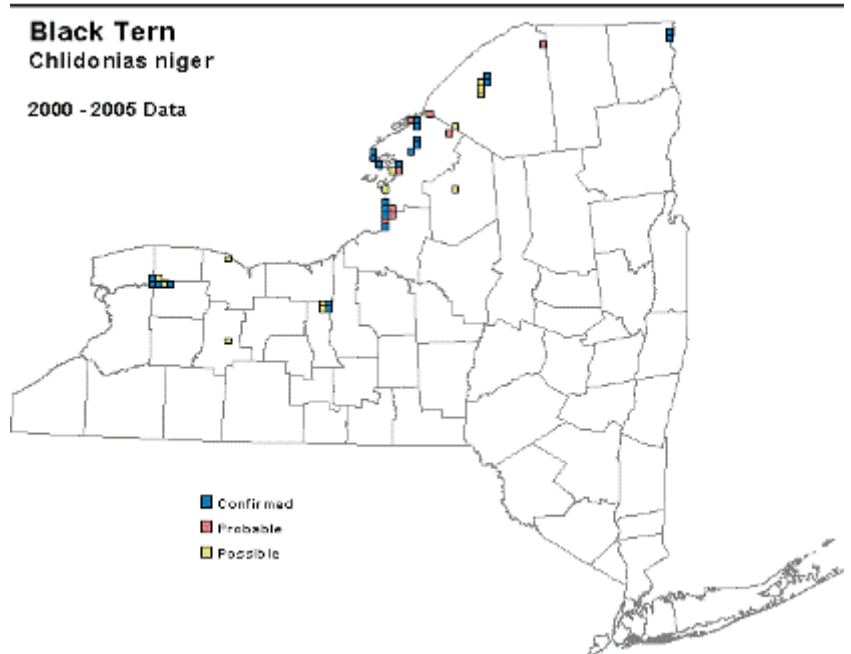 Black Tern
Chlidonias niger
2000 - 2005 Data
Confirmed
Probable
Possible